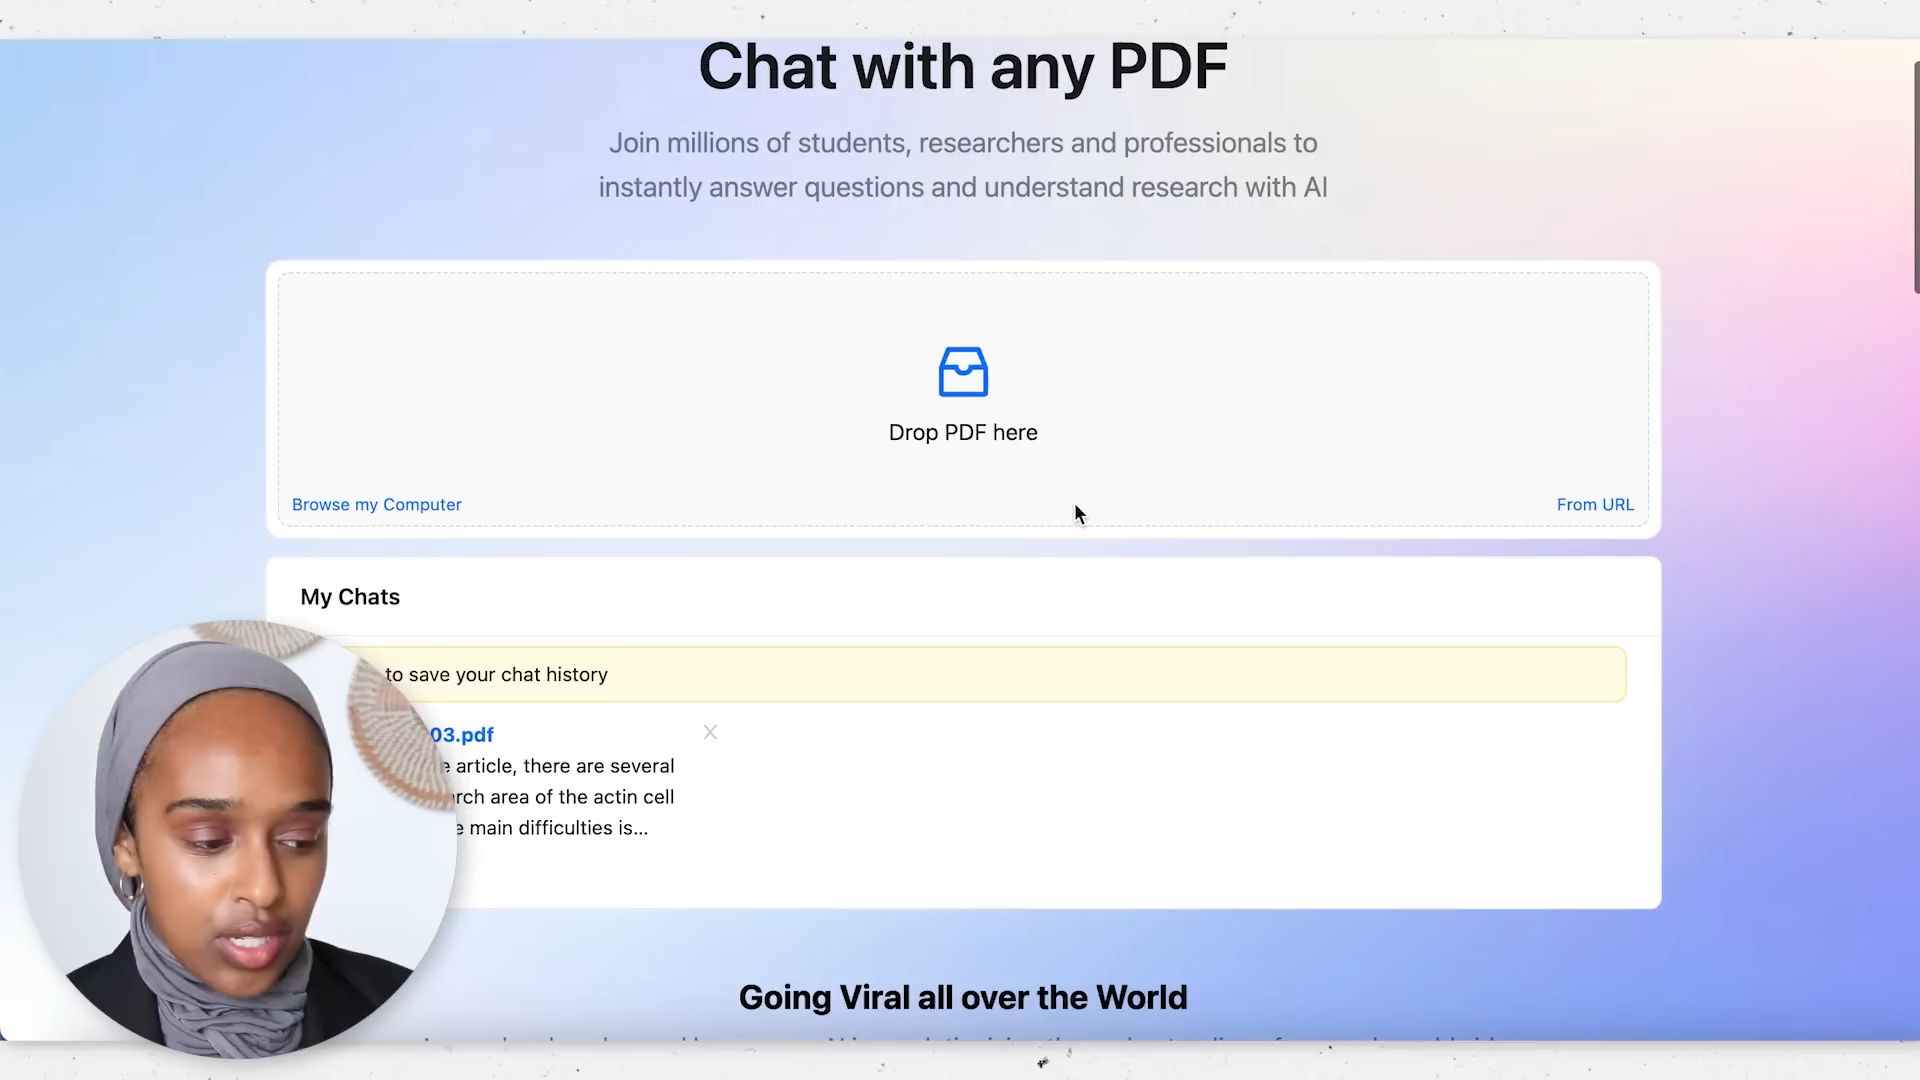 Chat with any PDF
Join millions of students, researchers and professionals to
instantly answer questions and understand research with AI
Drop PDF here
Browse my Computer
From URL
My Chats
to save your chat history
03.pdf
article, there are several
area of the actin cell
main difficulties is...
Going Viral all over the World